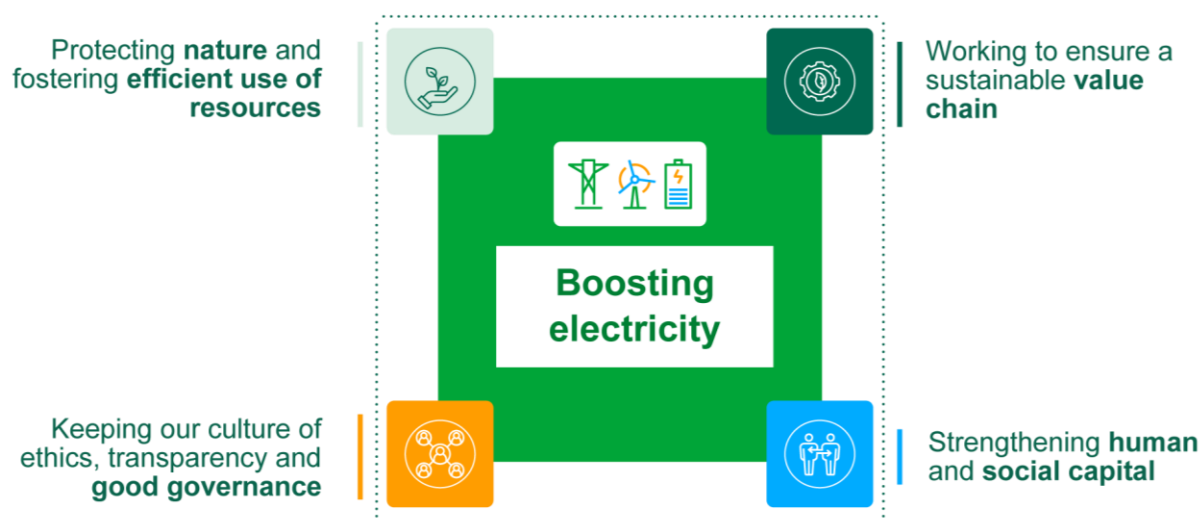 Protecting nature and
fostering efficient use of
resources
Working to ensure a
sustainable value
chain
Boosting
electricity
Keeping our culture of
ethics, transparency and
good governance
Strengthening human
and social capital